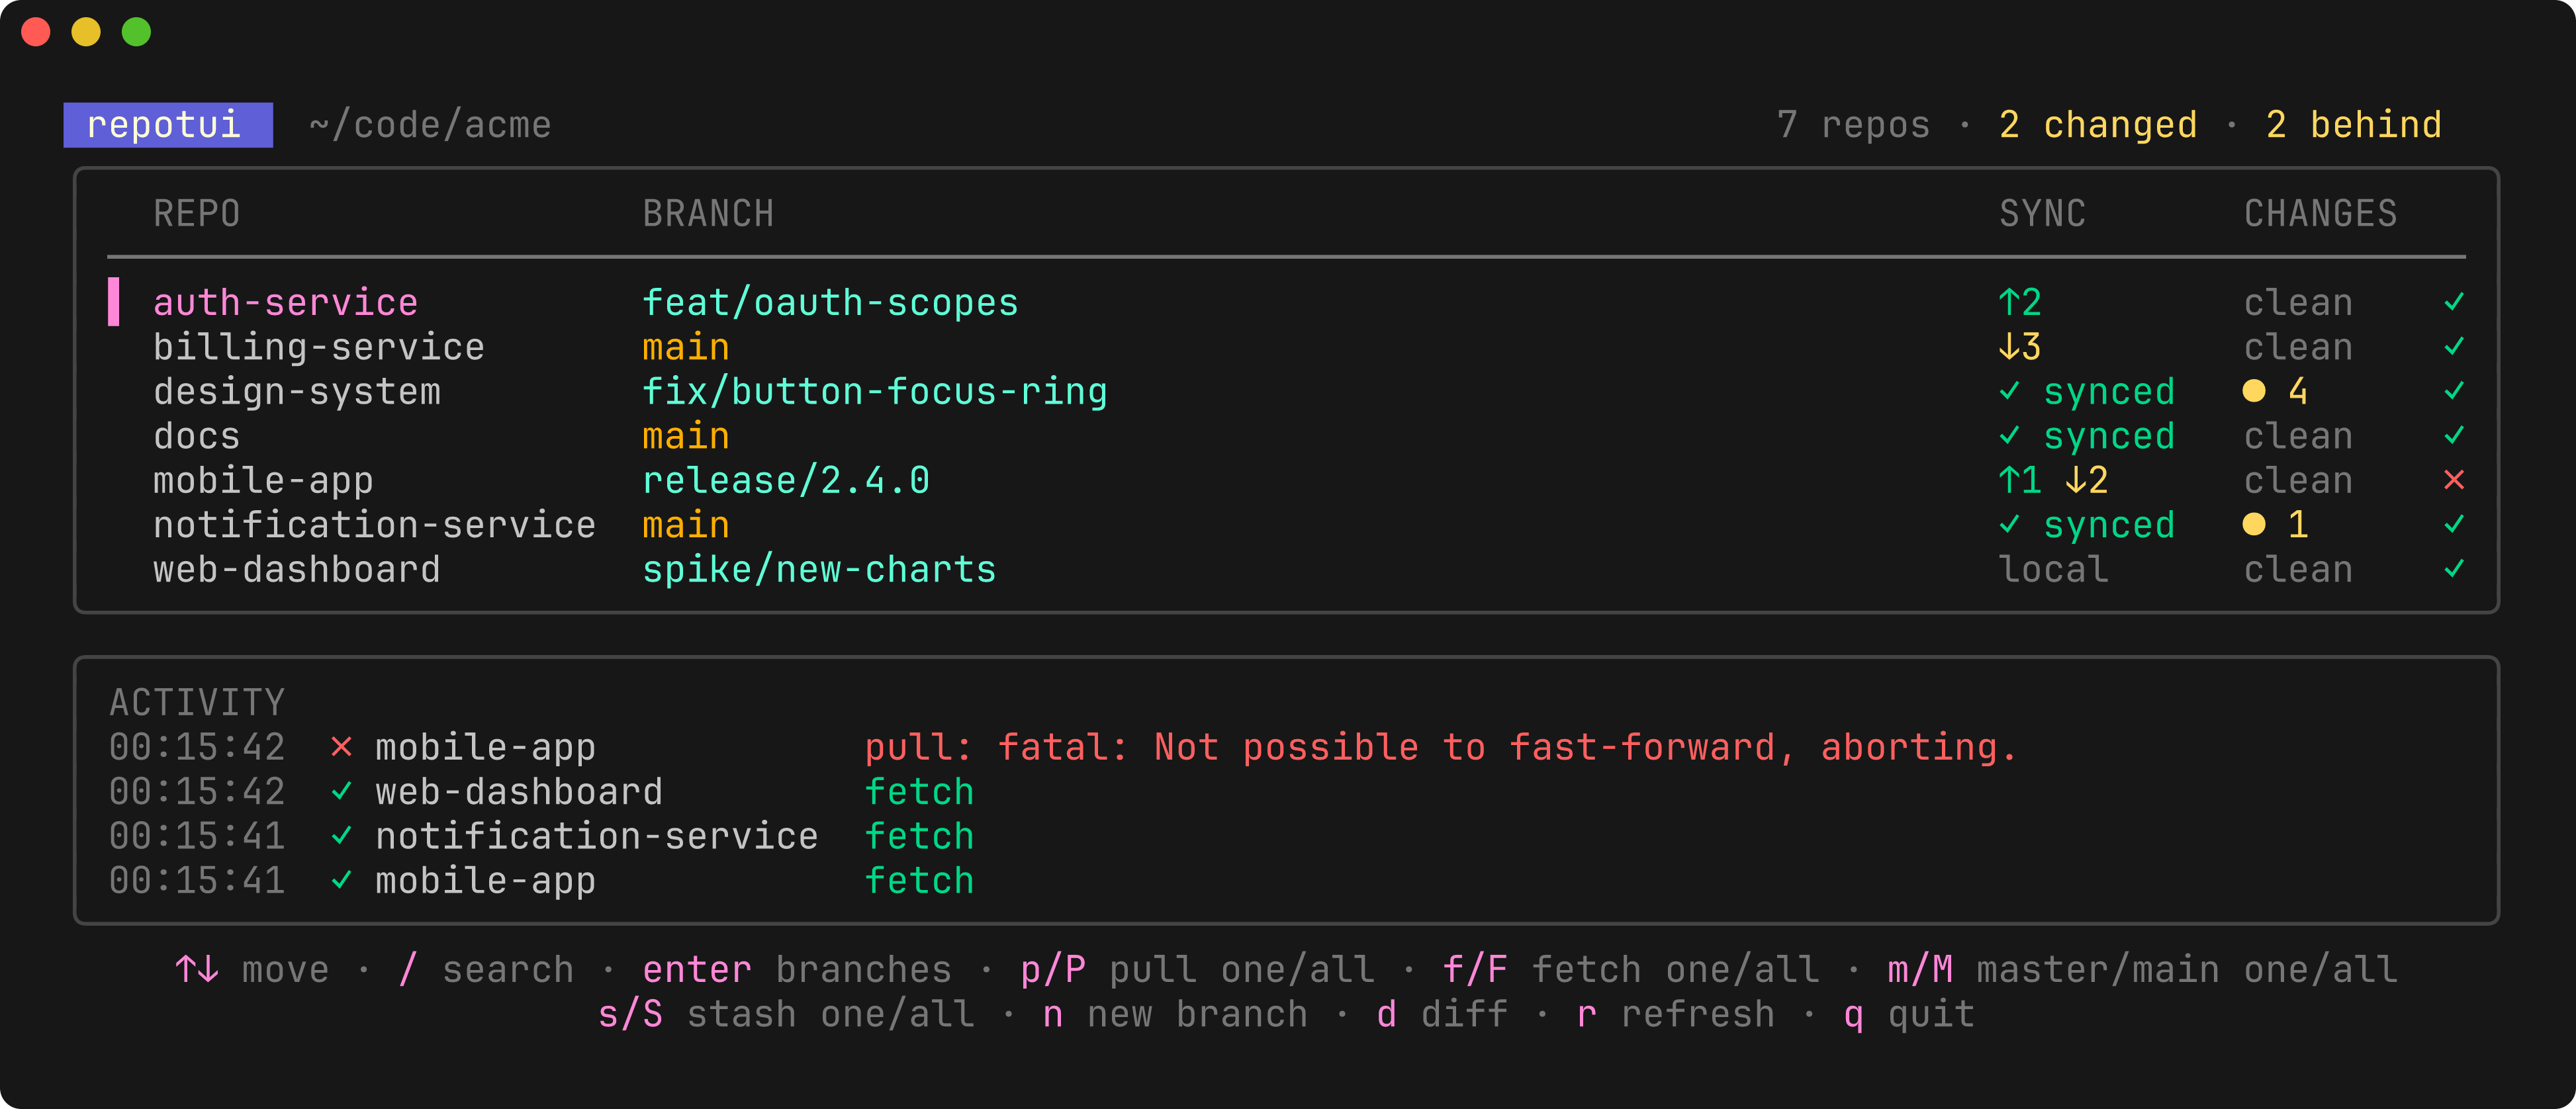 repotui ~/code/acme 7 repos · 2 changed · 2 behind
REPO BRANCH SYNC CHANGES
auth-service feat/oauth-scopes ↑2 clean ✓
billing-service main ↓3 clean ✓
design-system fix/button-focus-ring ✓ synced ● 4 ✓
docs main ✓ synced clean ✓
mobile-app release/2.4.0 ↑1 ↓2 clean ✗
notification-service main ✓ synced ● 1 ✓
web-dashboard spike/new-charts local clean ✓
ACTIVITY
00:15:42 ✗ mobile-app pull: fatal: Not possible to fast-forward, aborting.
00:15:42 ✓ web-dashboard fetch
00:15:41 ✓ notification-service fetch
00:15:41 ✓ mobile-app fetch
↑↓ move · / search · enter branches · p/P pull one/all · f/F fetch one/all · m/M master/main one/all
s/S stash one/all · n new branch · d diff · r refresh · q quit